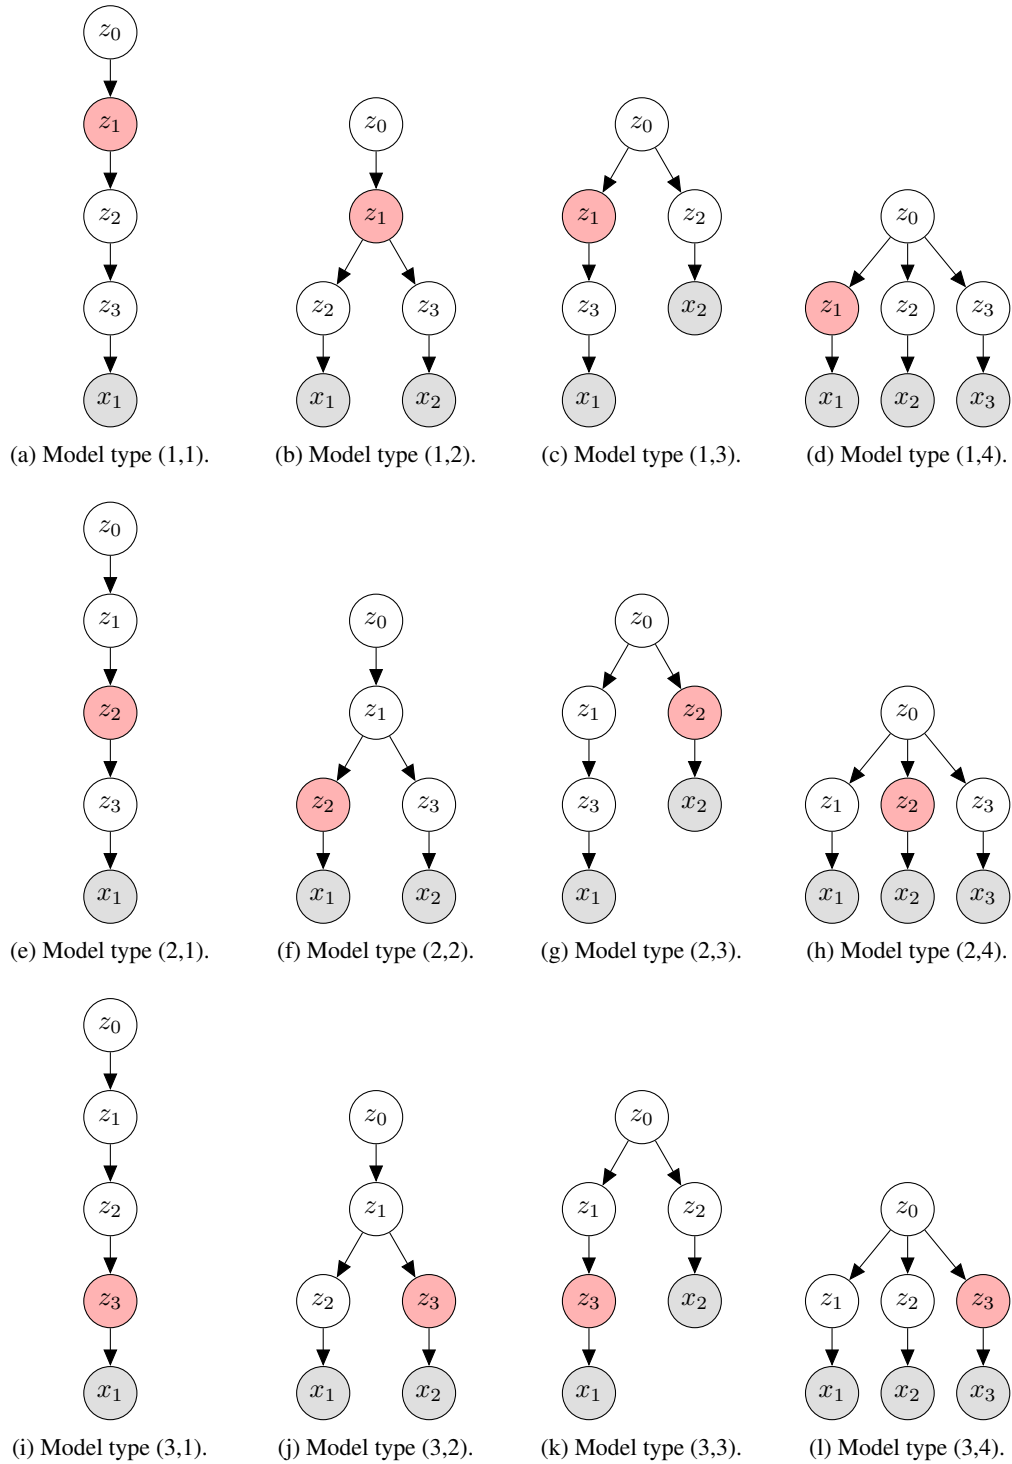 z0
z1
z0
z0
z2
z1
z1
z2
z0
z3
z2
z3
z3
x2
z1
z2
z3
x1
x1
x2
x1
x1
x2
x3
(a) Model type (1,1).
(b) Model type (1,2).
(c) Model type (1,3).
(d) Model type (1,4).
z0
z1
z0
z0
z2
z1
z1
z2
z0
z3
z2
z3
z3
x2
z1
z2
z3
x1
x1
x2
x1
x1
x2
x3
(e) Model type (2,1).
(f) Model type (2,2).
(g) Model type (2,3).
(h) Model type (2,4).
z0
z1
z0
z0
z2
z1
z1
z2
z0
z3
z2
z3
z3
x2
z1
z2
z3
x1
x1
x2
x1
x1
x2
x3
(i) Model type (3,1).
(j) Model type (3,2).
(k) Model type (3,3).
(l) Model type (3,4).